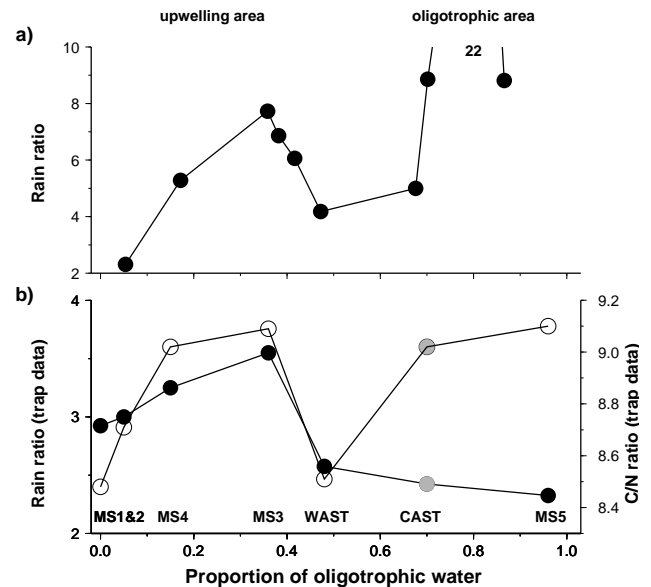 upwelling area
oligotrophic area
a)
10
8
6
4
2
Rain ratio
22
b)
4
3
2
Rain ratio (trap data)
9.2
9.0
8.8
8.6
8.4
C/N ratio (trap data)
MS1&2
MS4
MS3
WAST
CAST
MS5
0.0
0.2
0.4
0.6
0.8
1.0
Proportion of oligotrophic water